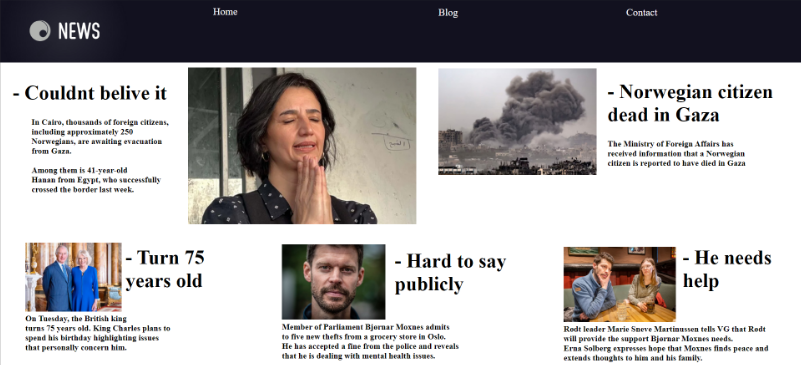 NEWS
Home
Blog
Contact
- Couldnt belive it
In Cairo, thousands of foreign citizens,
including approximately 250
Norwegians, are awaiting evacuation
from Gaza.
Among them is 41-year-old
Hanan from Egypt, who successfully
crossed the border last week.
- Norwegian citizen
dead in Gaza
The Ministry of Foreign Affairs has
received information that a Norwegian
citizen is reported to have died in Gaza
- Turn 75
years old
On Tuesday, the British king
turns 75 years old. King Charles plans to
spend his birthday highlighting issues
that personally concern him.
- Hard to say
publicly
Member of Parliament Bjørnar Moxnes admits
to five new thefts from a grocery store in Oslo.
He has accepted a fine from the police and reveals
that he is dealing with mental health issues.
- He needs
help
Rødt leader Marie Sneve Martinussen tells VG that Rødt
will provide the support Bjørnar Moxnes needs.
Erna Solberg expresses hope that Moxnes finds peace and
extends thoughts to him and his family.